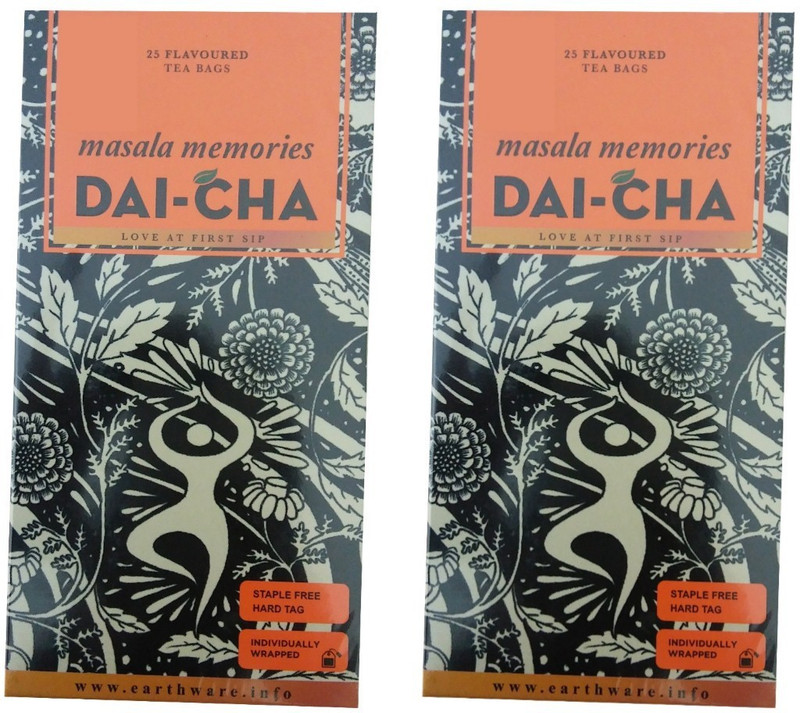 25 FLAVOURED
TEA BAGS
masala memories
DAI-CHA
LOVE AT FIRST SIP
STAPLE FREE
HARD TAG
INDIVIDUALLY
WRAPPED
www.earthware.info
25 FLAVOURED
TEA BAGS
masala memories
DAI-CHA
LOVE AT FIRST SIP
STAPLE FREE
HARD TAG
INDIVIDUALLY
WRAPPED
www.earthware.info